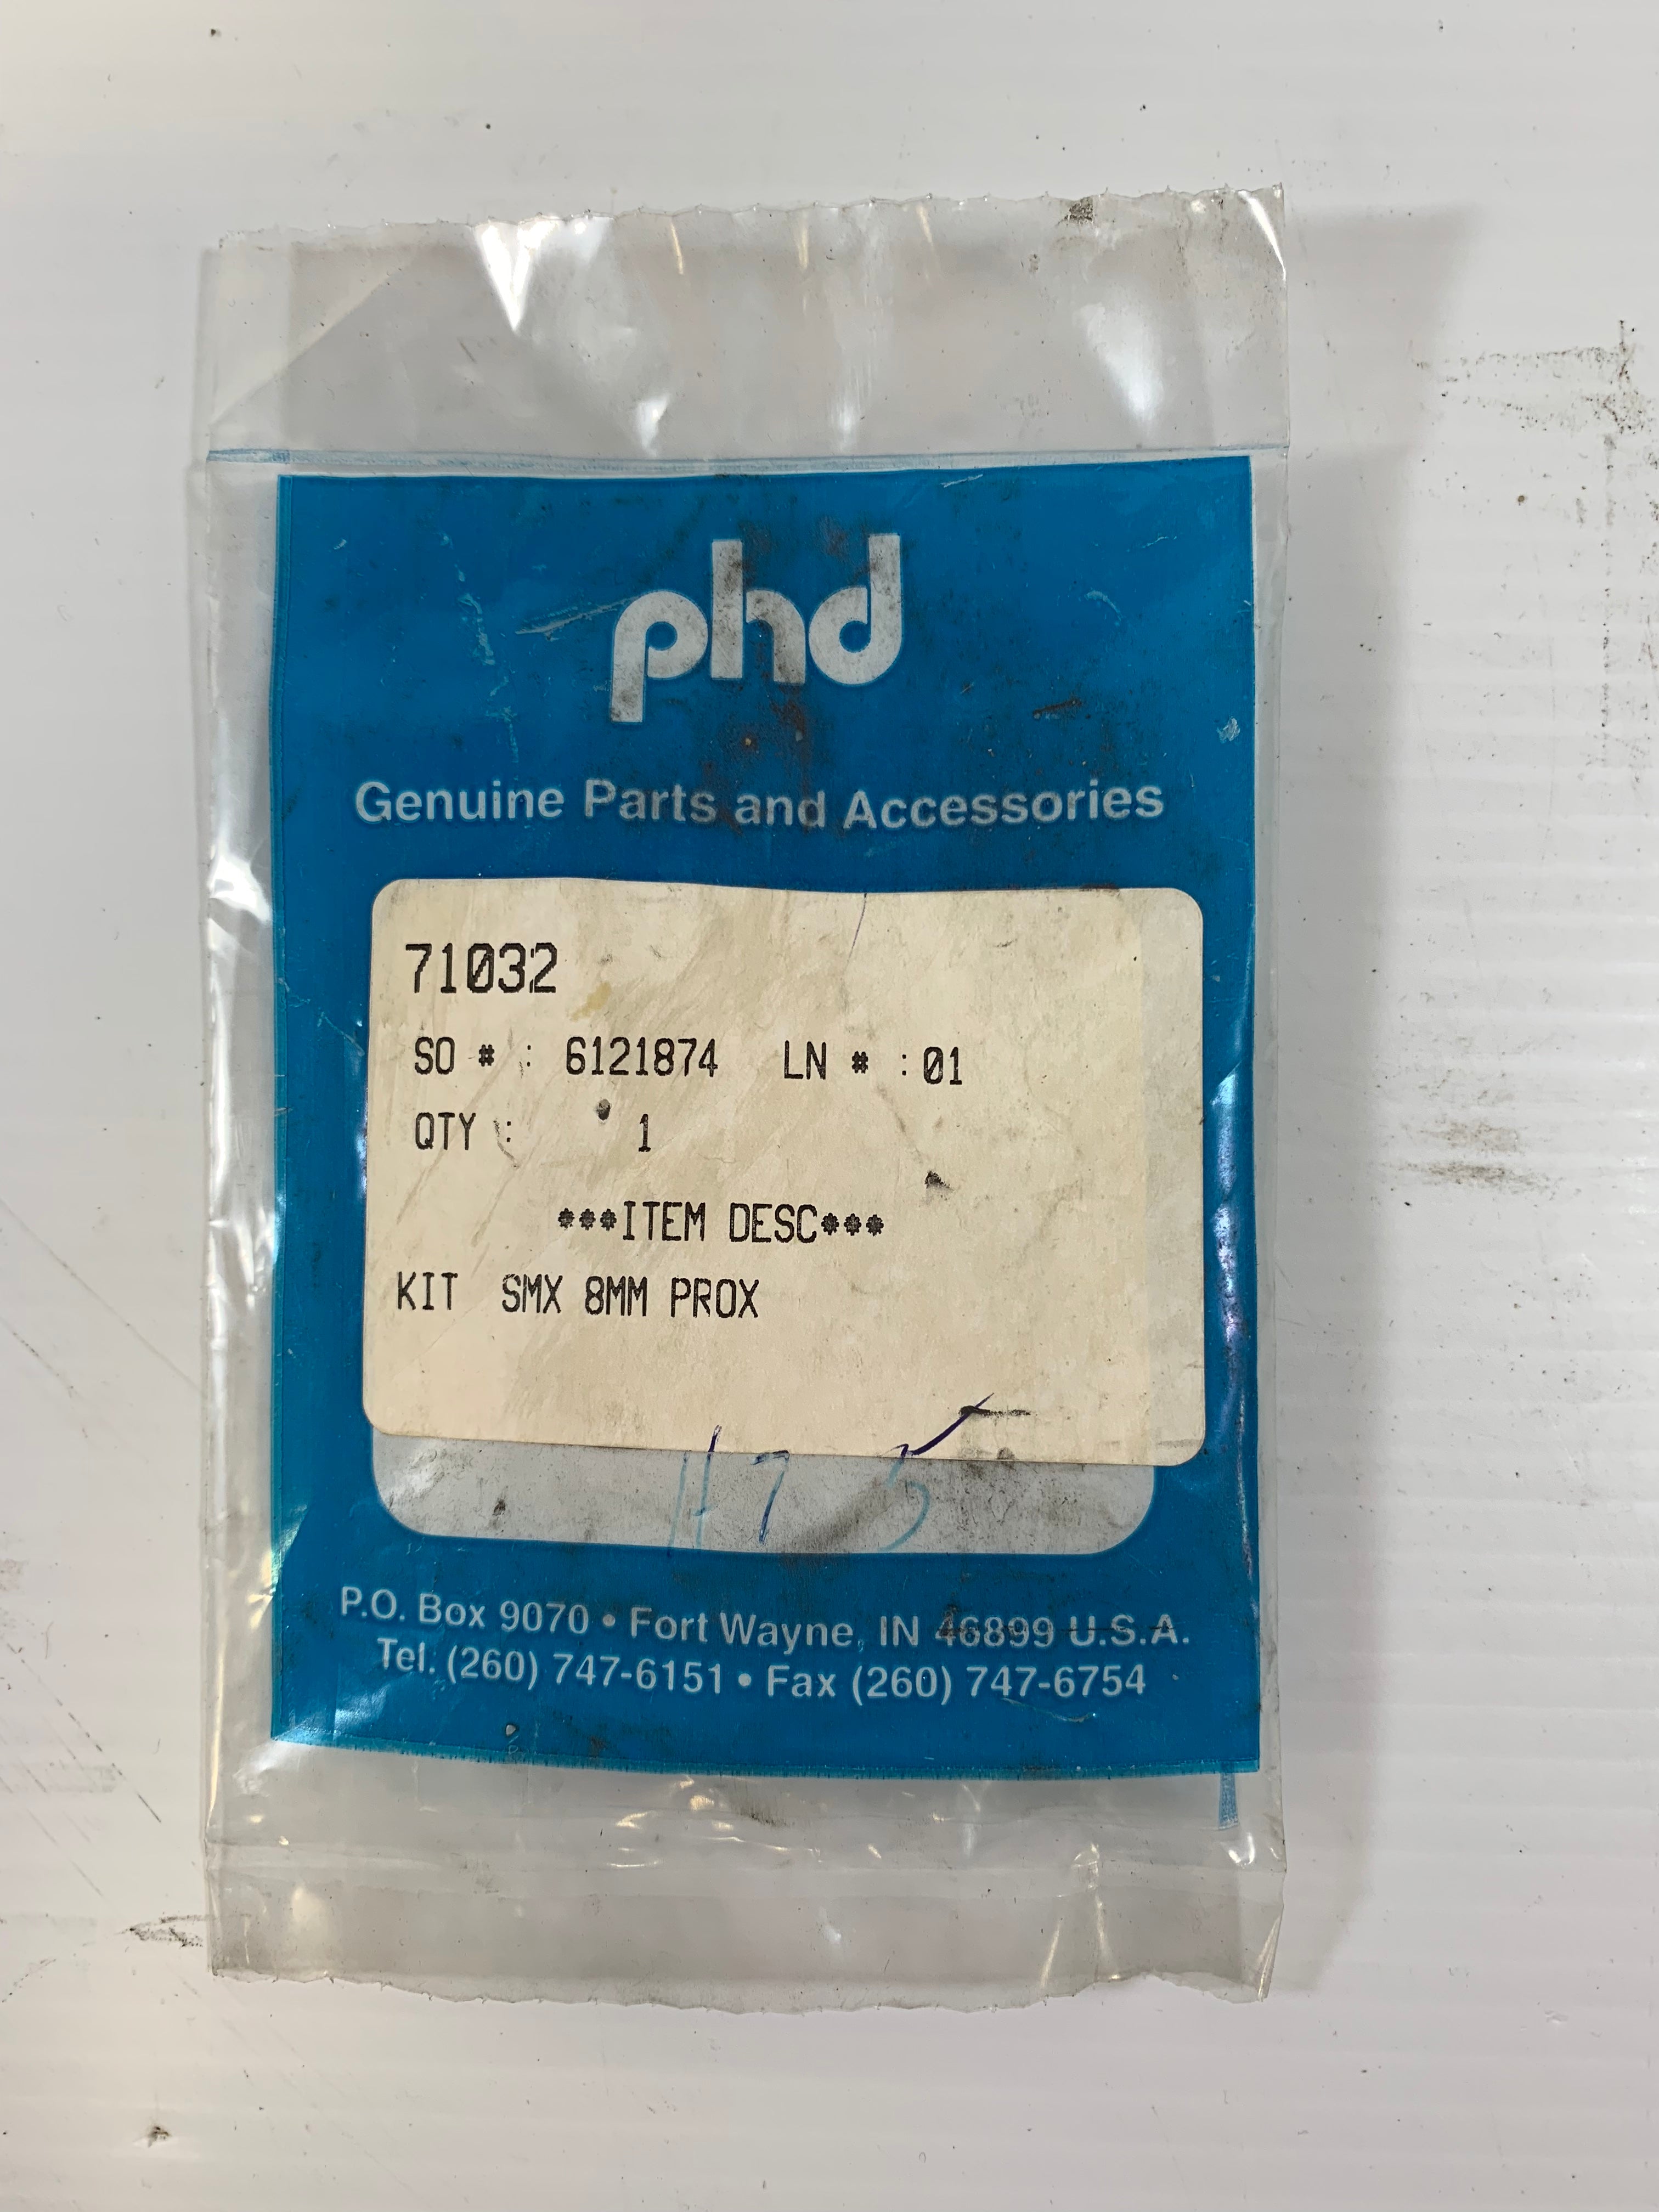 phd
Genuine Parts and Accessories
71032
SO # : 6121874 LN # :01
QTY : 1
***ITEM DESC***
KIT SMX 8MM PROX
P.O. Box 9070 • Fort Wayne, IN 46899 U.S.A.
Tel. (260) 747-6151 • Fax (260) 747-6754